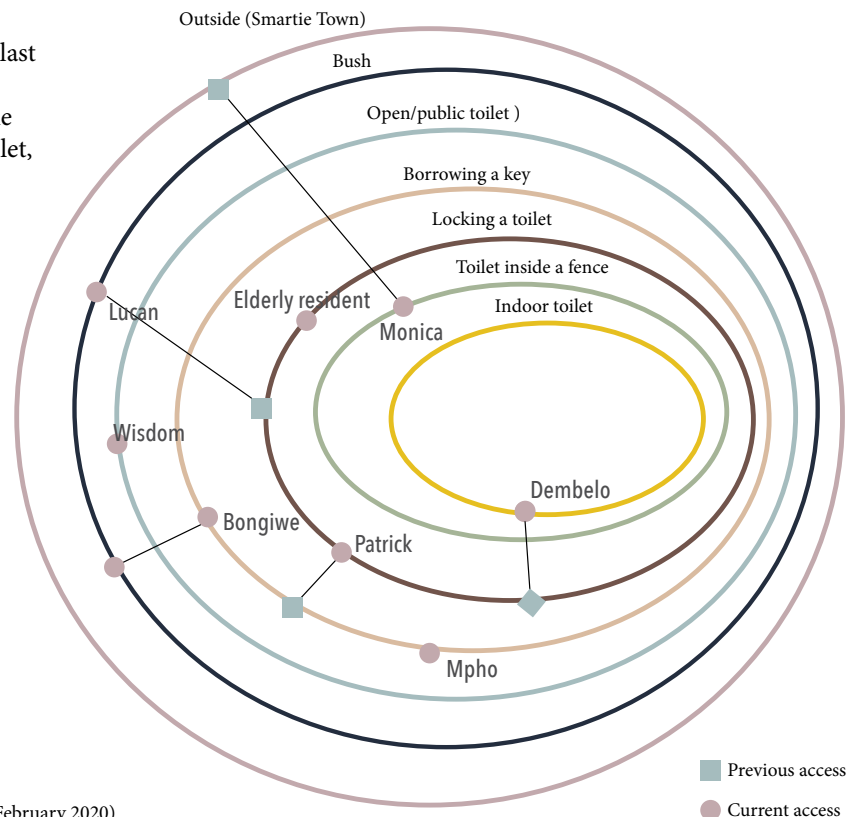 Outside (Smartie Town)
last
Bush
e
Open/public toilet )
let,
Borrowing a key
Locking a toilet
Toilet inside a fence
Elderly resident
Indoor toilet
Lucan
Monica
Wisdom
Dembelo
Bongiwe
Patrick
Mpho
Previous access
Current access
February 2020)